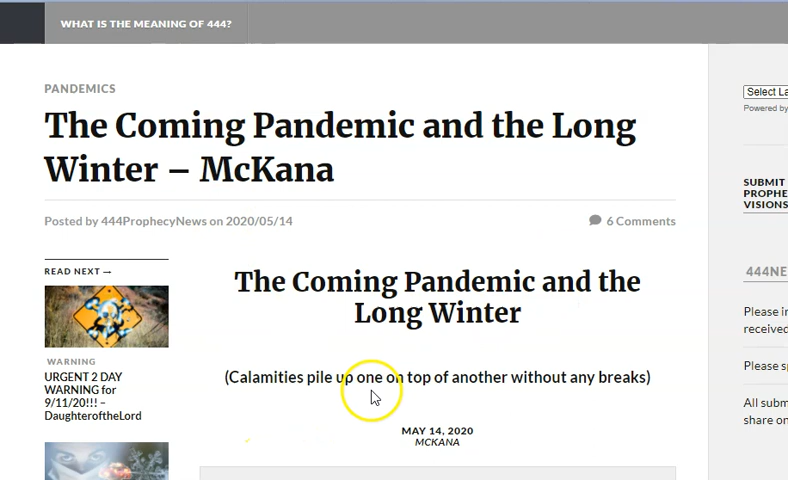 WHAT IS THE MEANING OF 444?
PANDEMICS
The Coming Pandemic and the Long
Winter – McKana
Posted by 444ProphecyNews on 2020/05/14
6 Comments
READ NEXT →
WARNING
URGENT 2 DAY
WARNING for
9/11/20!!! –
DaughteroftheLord
The Coming Pandemic and the
Long Winter
(Calamities pile up one on top of another without any breaks)
MAY 14, 2020
MCKANA
Select La
Powered by
SUBMIT
PROPHE
VISIONS
444NE
Please in
received
Please sp
All subm
share on